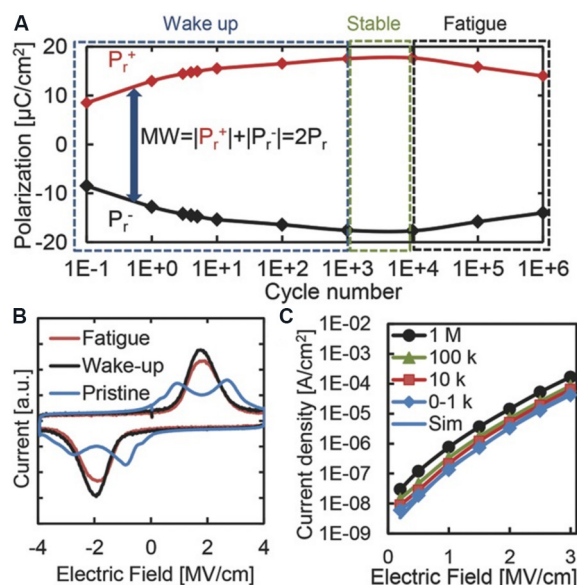 A
Wake up
Stable
Fatigue
Polarization [µC/cm²]
20
10
0
-10
-20
Pr+
MW=|Pr+|+|Pr-|=2Pr
Pr-
1E-1 1E+0 1E+1 1E+2 1E+3 1E+4 1E+5 1E+6
Cycle number
B
Fatigue
Wake-up
Pristine
Current [a.u.]
-4 -2 0 2 4
Electric Field [MV/cm]
C
Current density [A/cm²]
1E-02
1E-03
1E-04
1E-05
1E-06
1E-07
1E-08
1E-09
1 M
100 k
10 k
0-1 k
Sim
0 1 2 3
Electric Field [MV/cm]